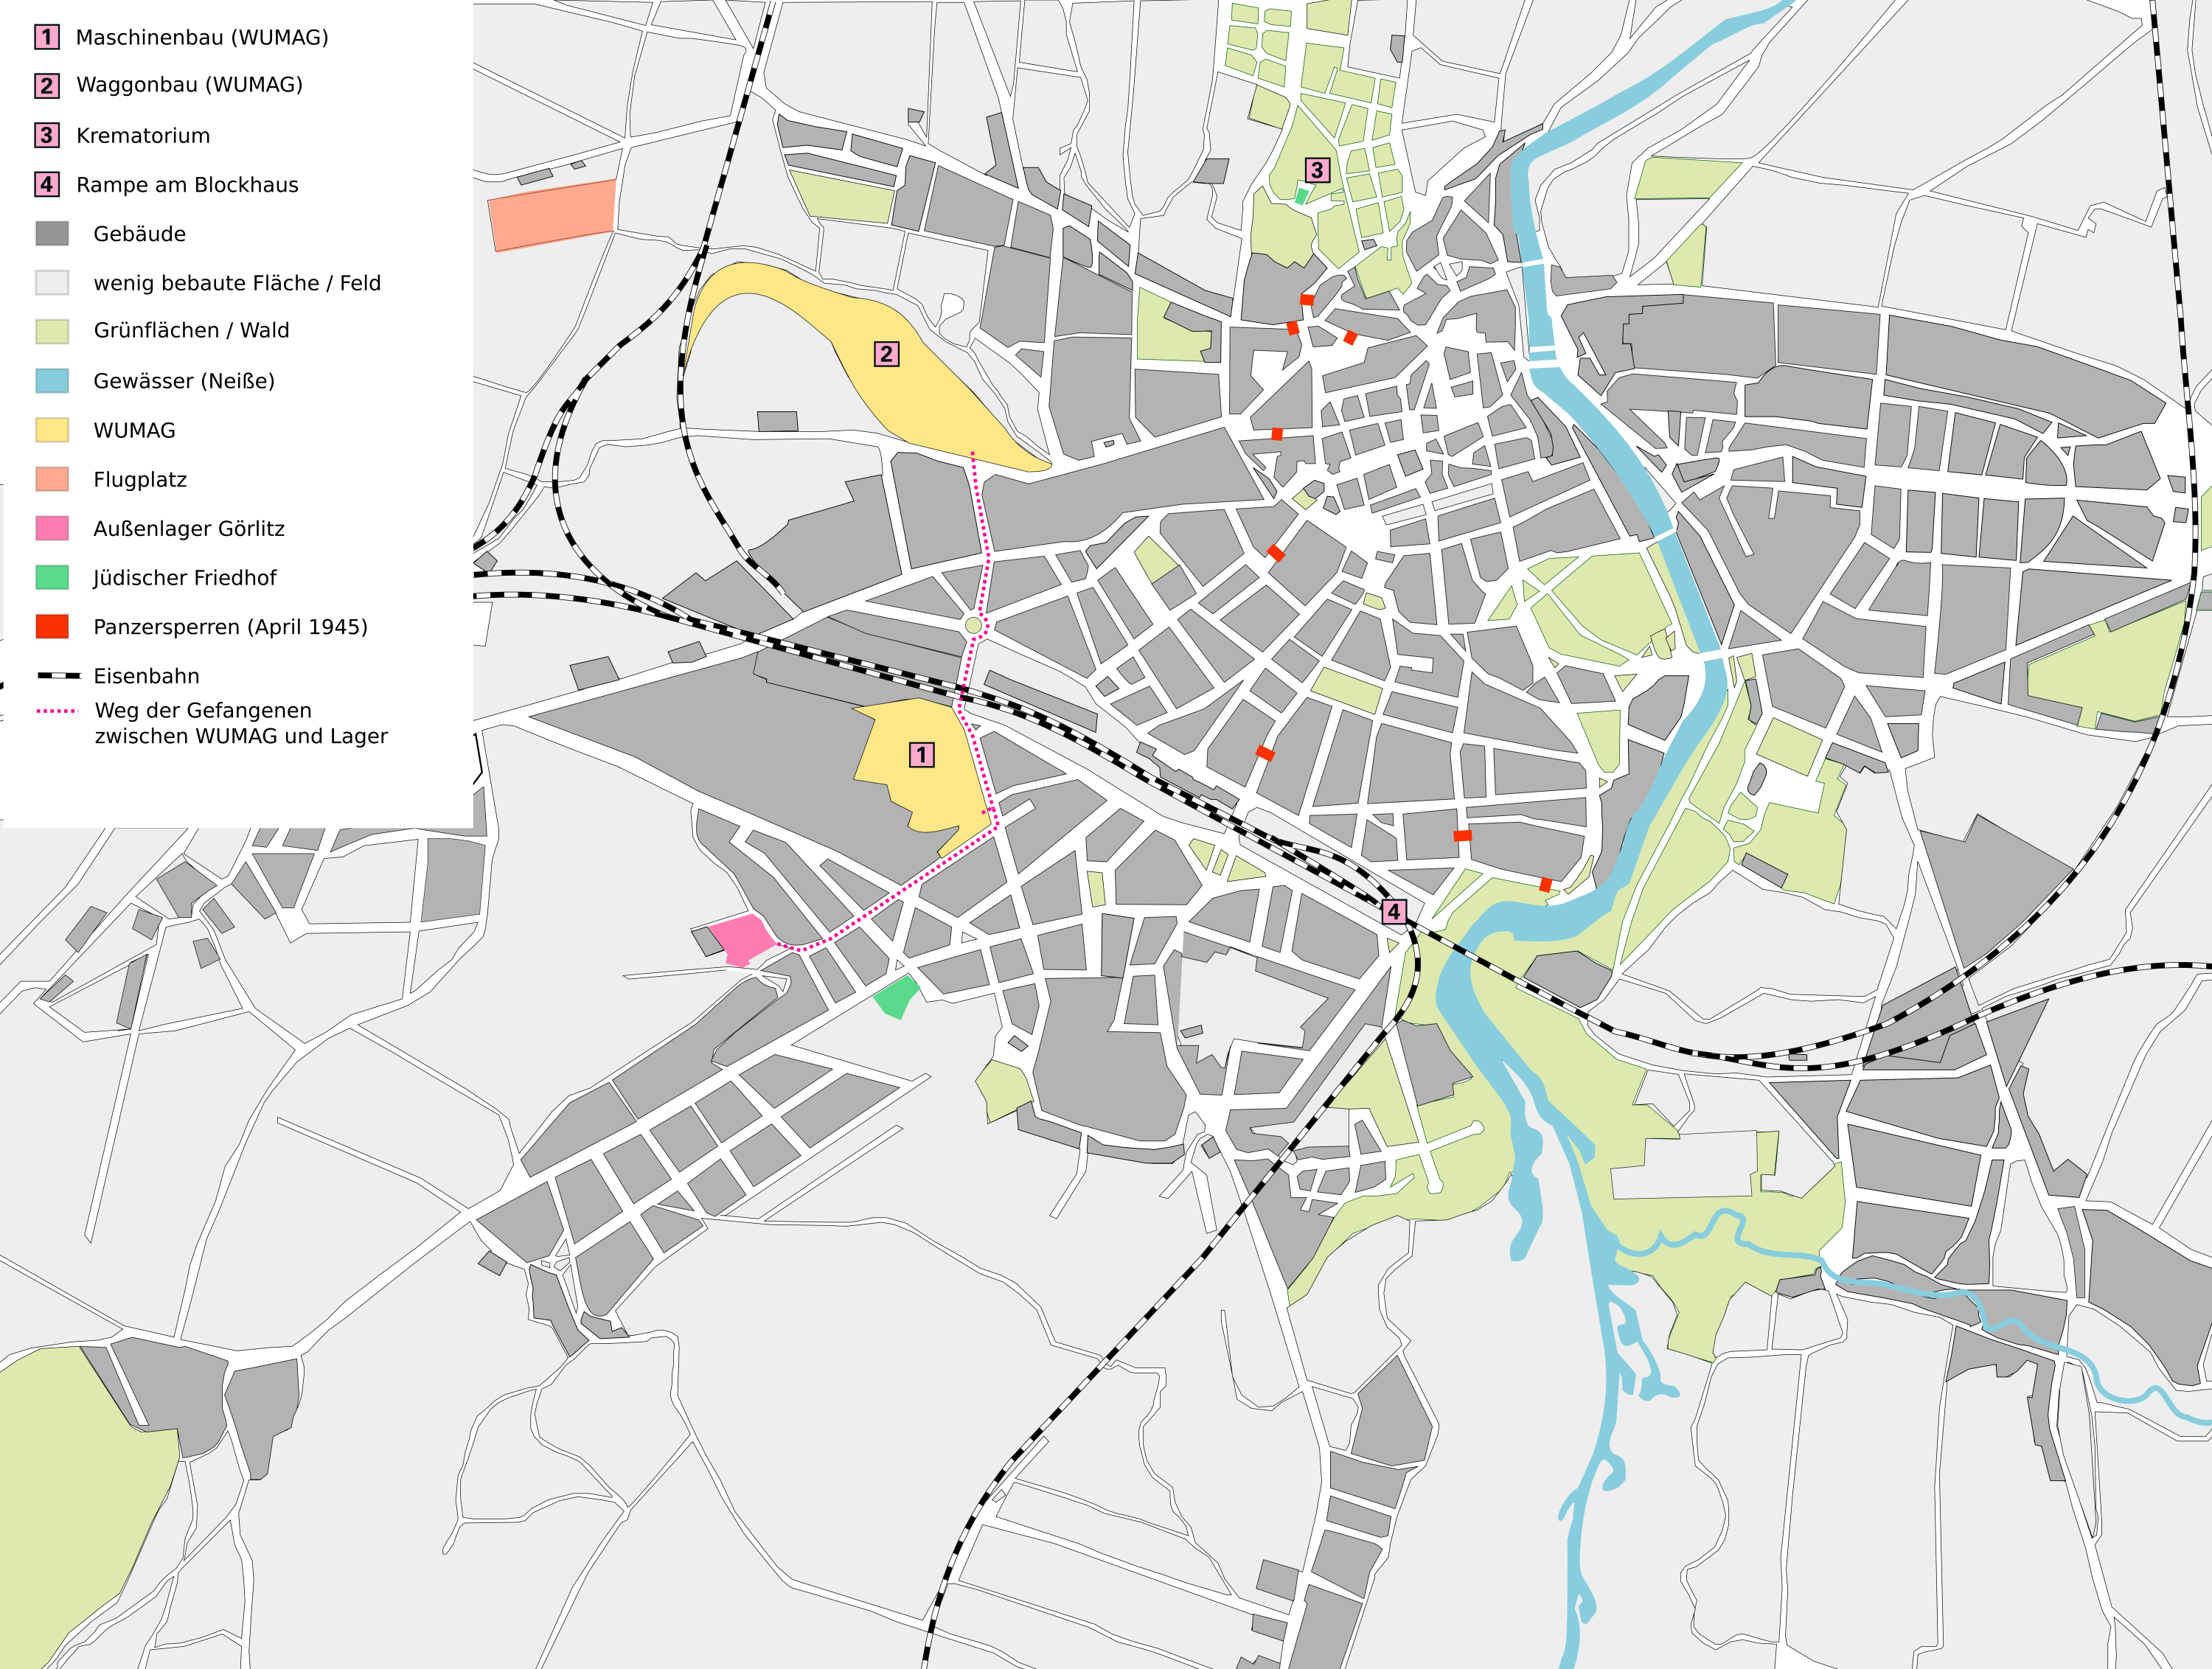 1 Maschinenbau (WUMAG)
2 Waggonbau (WUMAG)
3 Krematorium
4 Rampe am Blockhaus
Gebäude
wenig bebaute Fläche / Feld
Grünflächen / Wald
Gewässer (Neiße)
WUMAG
Flugplatz
Außenlager Görlitz
Jüdischer Friedhof
Panzersperren (April 1945)
Eisenbahn
Weg der Gefangenen
zwischen WUMAG und Lager
3
2
1
4